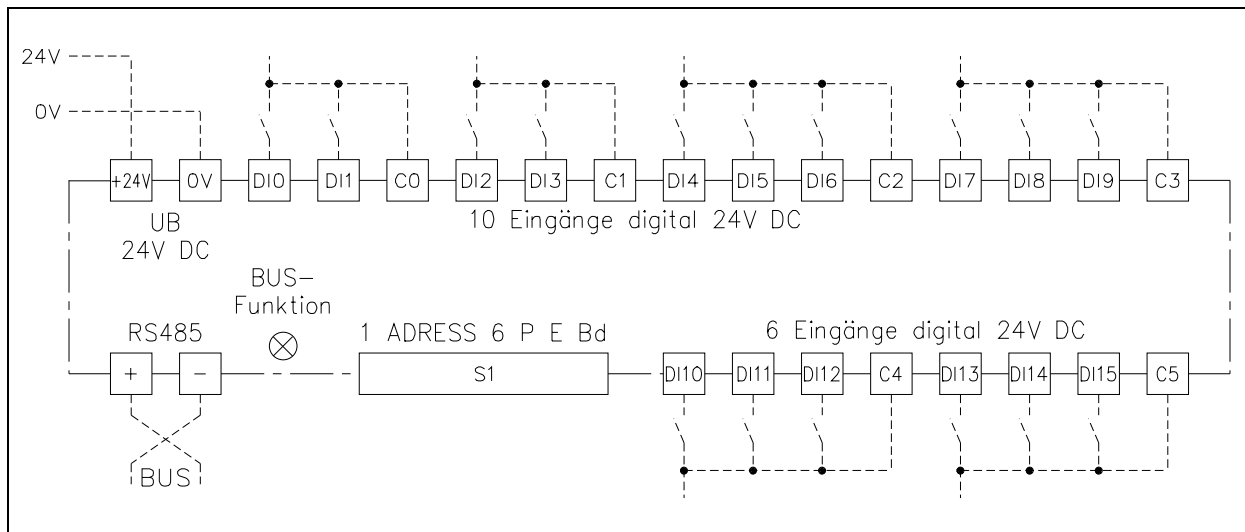 24V
0V
+24V 0V DI0 DI1 C0 DI2 DI3 C1 DI4 DI5 DI6 C2 DI7 DI8 DI9 C3
UB
24V DC
10 Eingänge digital 24V DC
BUS-
Funktion
RS485
1 ADRESS 6 P E Bd
6 Eingänge digital 24V DC
+ - S1 DI10 DI11 DI12 C4 DI13 DI14 DI15 C5
BUS